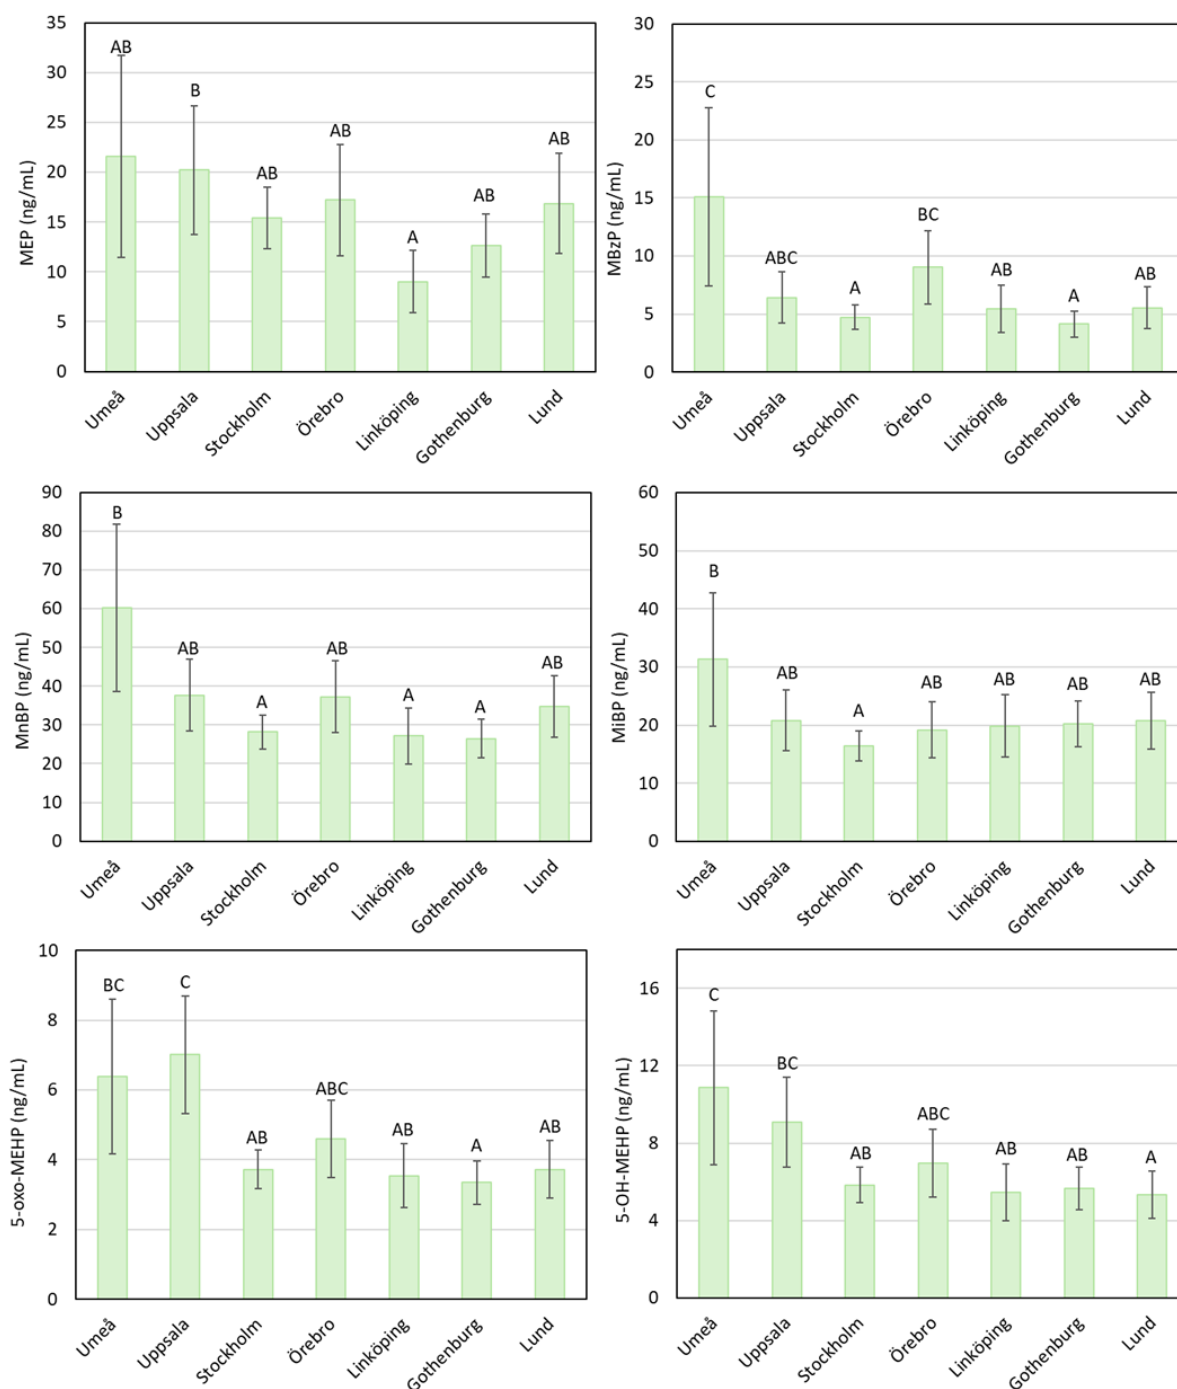 35
30
25
20
15
10
5
0
MEP (ng/mL)
AB
B
AB
AB
A
AB
AB
Umeå
Uppsala
Stockholm
Örebro
Linköping
Gothenburg
Lund
30
25
20
15
10
5
0
MBzP (ng/mL)
C
ABC
A
BC
AB
A
AB
Umeå
Uppsala
Stockholm
Örebro
Linköping
Gothenburg
Lund
90
80
70
60
50
40
30
20
10
0
MnBP (ng/mL)
B
AB
A
AB
A
A
AB
Umeå
Uppsala
Stockholm
Örebro
Linköping
Gothenburg
Lund
60
50
40
30
20
10
0
MiBP (ng/mL)
B
AB
A
AB
AB
AB
AB
Umeå
Uppsala
Stockholm
Örebro
Linköping
Gothenburg
Lund
10
8
6
4
2
0
5-oxo-MEHP (ng/mL)
BC
C
AB
ABC
AB
A
AB
Umeå
Uppsala
Stockholm
Örebro
Linköping
Gothenburg
Lund
16
12
8
4
0
5-OH-MEHP (ng/mL)
C
BC
AB
ABC
AB
AB
A
Umeå
Uppsala
Stockholm
Örebro
Linköping
Gothenburg
Lund